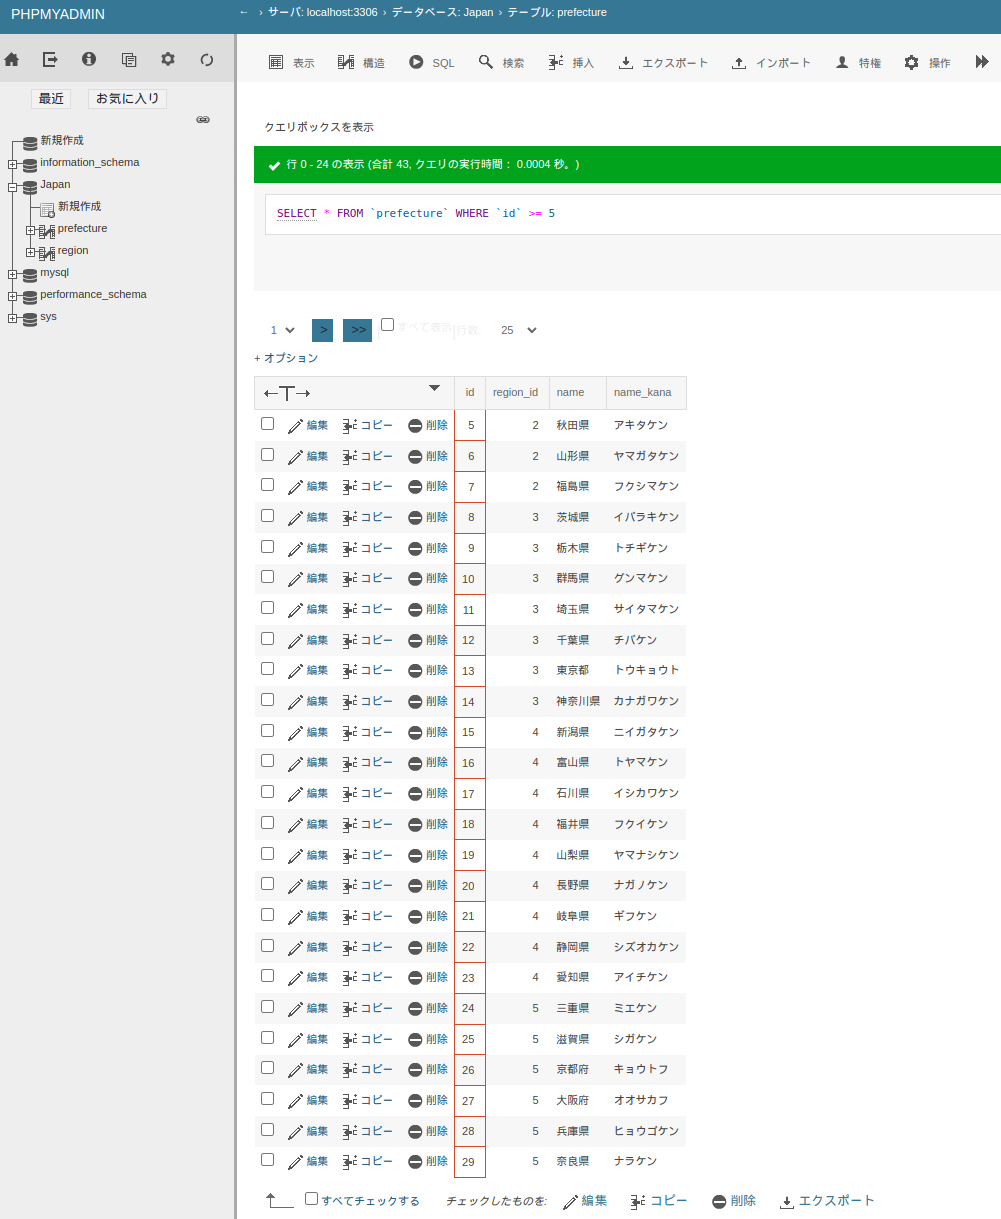 PHPMYADMIN
← › サーバ: localhost:3306 › データベース: Japan › テーブル: prefecture
表示 構造 SQL 検索 挿入 エクスポート インポート 特権 操作
最近 お気に入り
新規作成
information_schema
Japan
新規作成
prefecture
region
mysql
performance_schema
sys
クエリボックスを表示
行 0 - 24 の表示 (合計 43, クエリの実行時間： 0.0004 秒。)
SELECT * FROM `prefecture` WHERE `id` >= 5
1 > >> | すべて表示 | 行数: 25
+ オプション
←T→ id region_id name name_kana
編集 コピー 削除 5 2 秋田県 アキタケン
編集 コピー 削除 6 2 山形県 ヤマガタケン
編集 コピー 削除 7 2 福島県 フクシマケン
編集 コピー 削除 8 3 茨城県 イバラキケン
編集 コピー 削除 9 3 栃木県 トチギケン
編集 コピー 削除 10 3 群馬県 グンマケン
編集 コピー 削除 11 3 埼玉県 サイタマケン
編集 コピー 削除 12 3 千葉県 チバケン
編集 コピー 削除 13 3 東京都 トウキョウト
編集 コピー 削除 14 3 神奈川県 カナガワケン
編集 コピー 削除 15 4 新潟県 ニイガタケン
編集 コピー 削除 16 4 富山県 トヤマケン
編集 コピー 削除 17 4 石川県 イシカワケン
編集 コピー 削除 18 4 福井県 フクイケン
編集 コピー 削除 19 4 山梨県 ヤマナシケン
編集 コピー 削除 20 4 長野県 ナガノケン
編集 コピー 削除 21 4 岐阜県 ギフケン
編集 コピー 削除 22 4 静岡県 シズオカケン
編集 コピー 削除 23 4 愛知県 アイチケン
編集 コピー 削除 24 5 三重県 ミエケン
編集 コピー 削除 25 5 滋賀県 シガケン
編集 コピー 削除 26 5 京都府 キョウトフ
編集 コピー 削除 27 5 大阪府 オオサカフ
編集 コピー 削除 28 5 兵庫県 ヒョウゴケン
編集 コピー 削除 29 5 奈良県 ナラケン
すべてチェックする チェックしたものを: 編集 コピー 削除 エクスポート